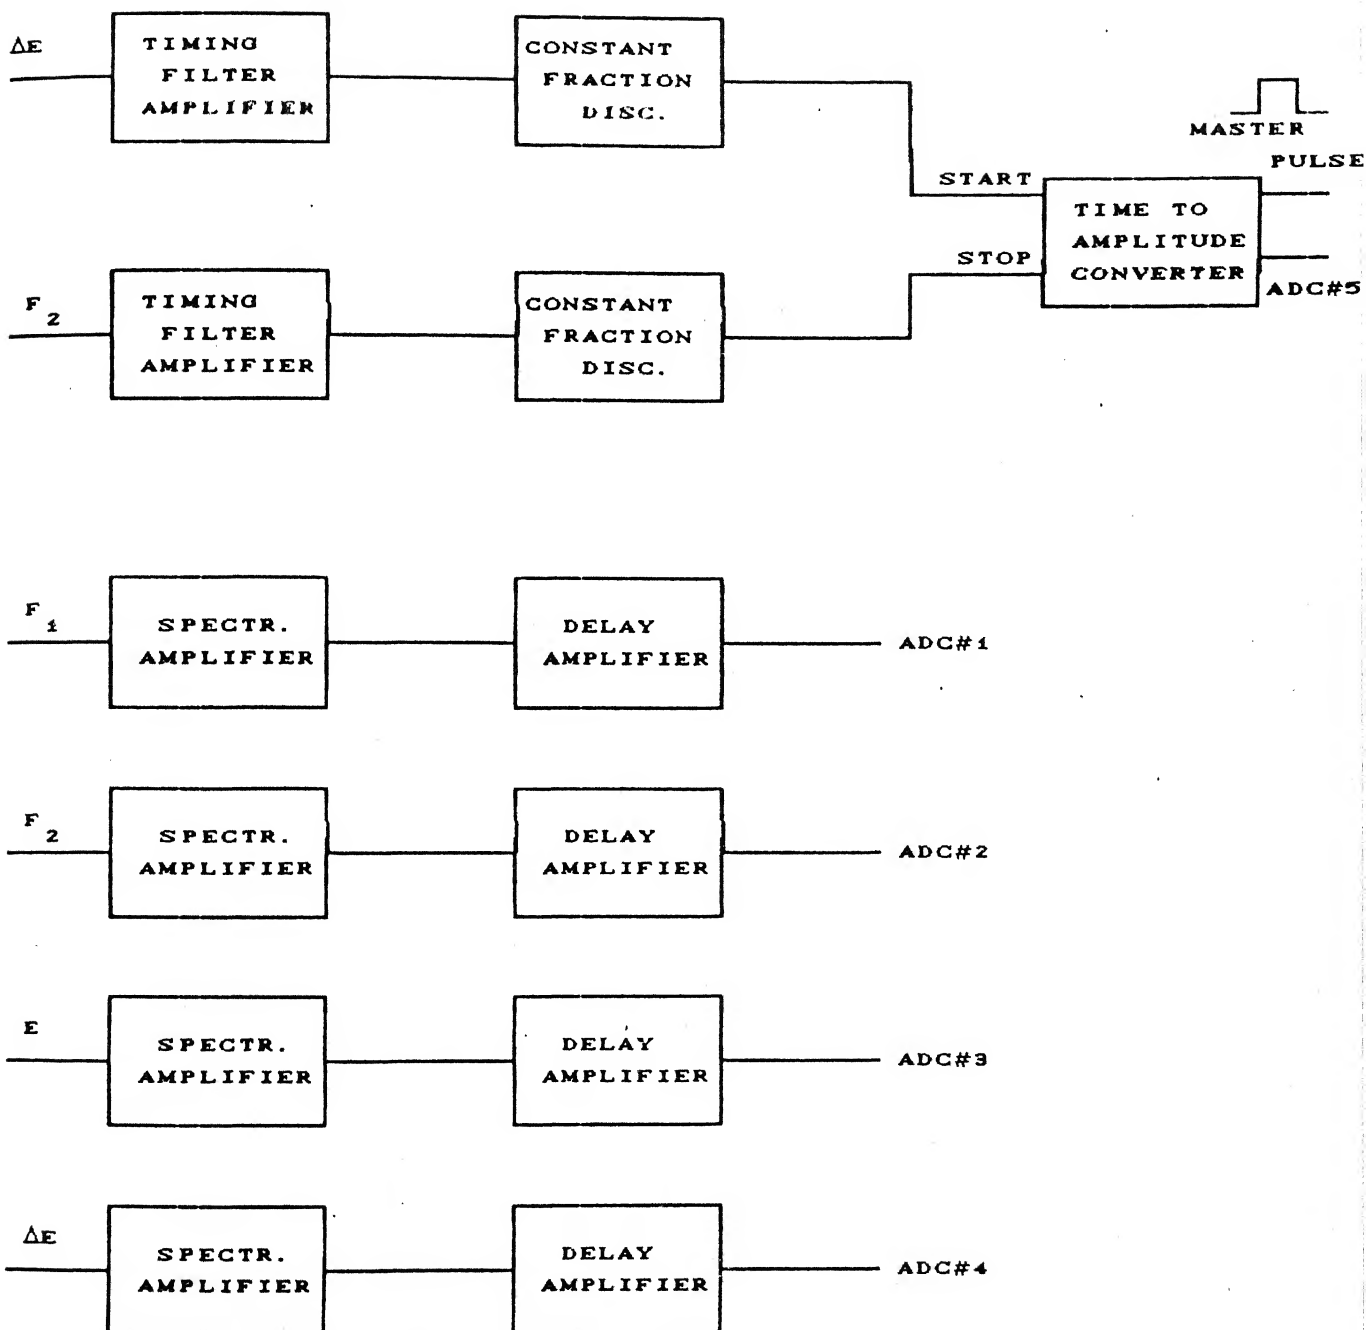 ΔE
TIMING
FILTER
AMPLIFIER
CONSTANT
FRACTION
DISC.
MASTER
PULSE
START
TIME TO
AMPLITUDE
CONVERTER
STOP
ADC#5
F2
TIMING
FILTER
AMPLIFIER
CONSTANT
FRACTION
DISC.
F1
SPECTR.
AMPLIFIER
DELAY
AMPLIFIER
ADC#1
F2
SPECTR.
AMPLIFIER
DELAY
AMPLIFIER
ADC#2
E
SPECTR.
AMPLIFIER
DELAY
AMPLIFIER
ADC#3
ΔE
SPECTR.
AMPLIFIER
DELAY
AMPLIFIER
ADC#4